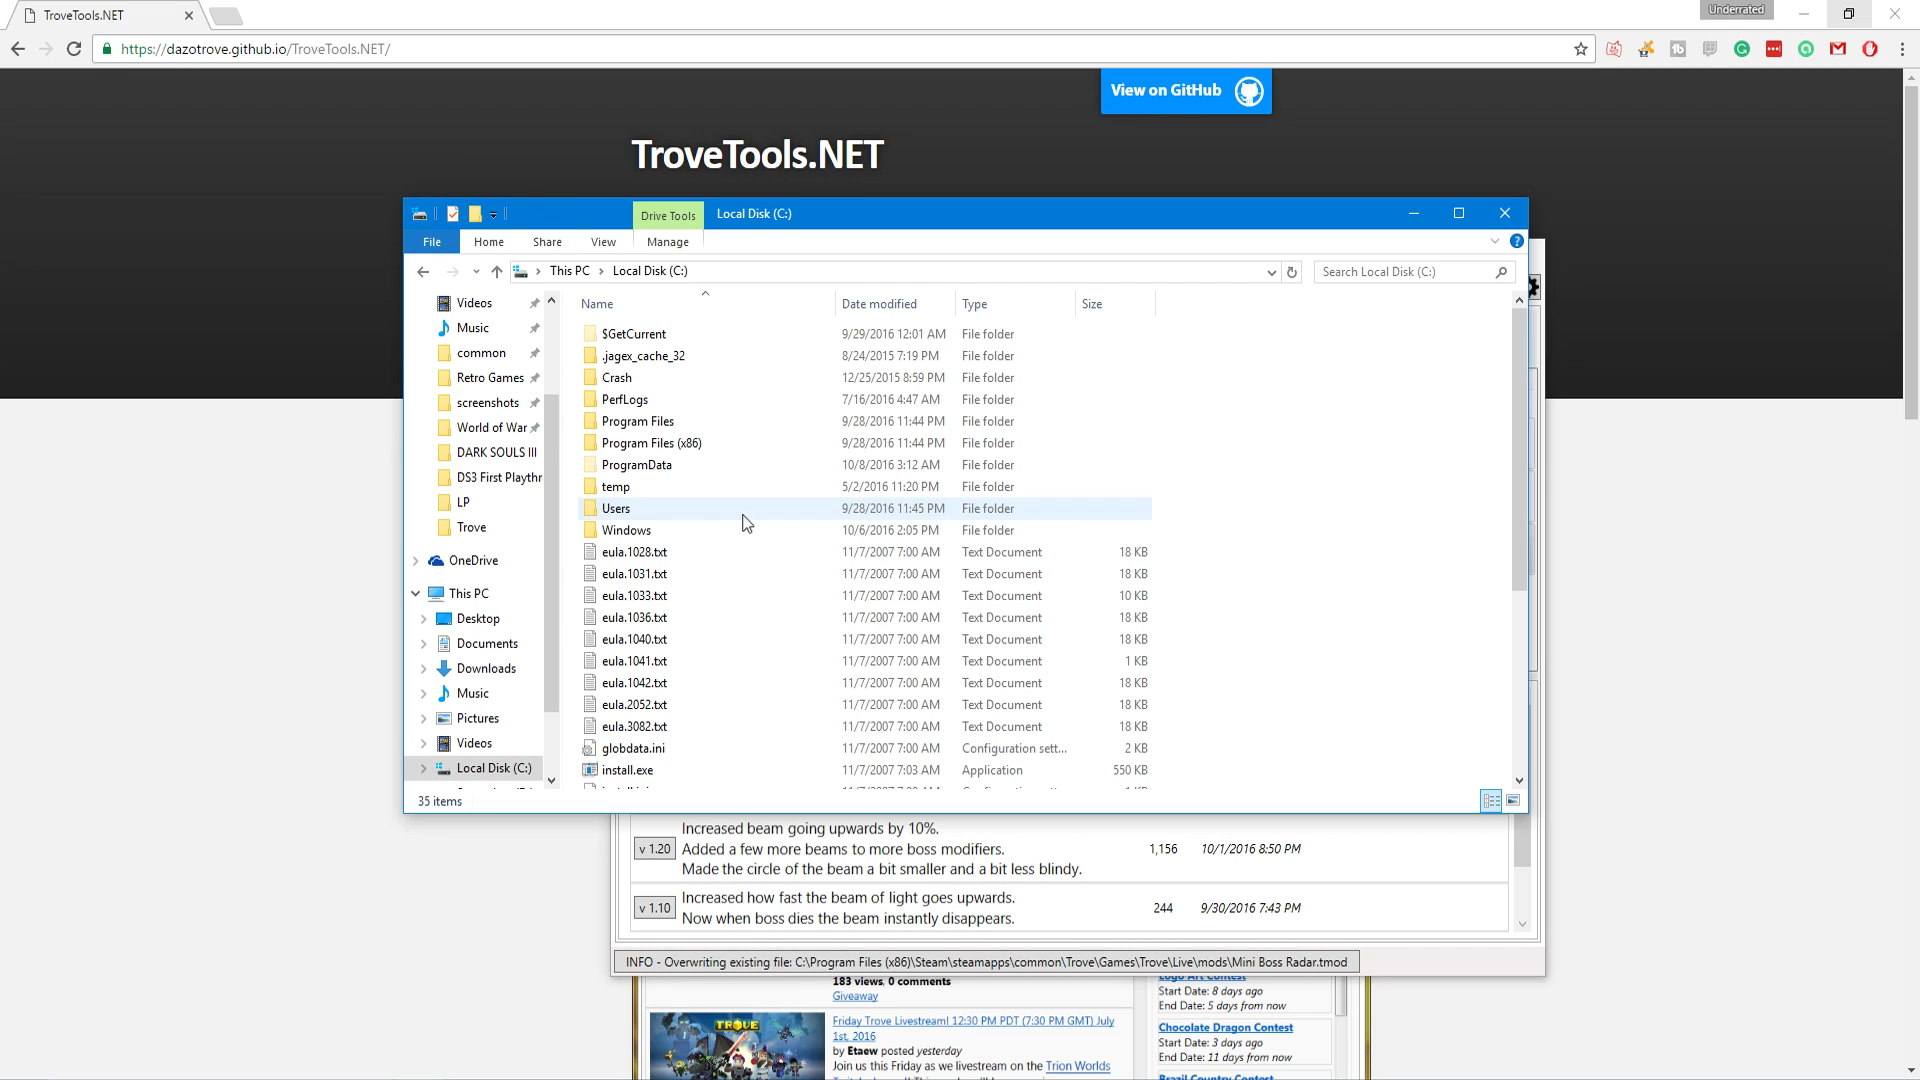 TroveTools.NET
Underrated
https://dazotrove.github.io/TroveTools.NET/
View on GitHub
TroveTools.NET
Drive Tools
Local Disk (C:)
File
Home
Share
View
Manage
This PC
Local Disk (C:)
Search Local Disk (C:)
Videos
Music
common
Retro Games
screenshots
World of War
DARK SOULS III
DS3 First Playthr
LP
Trove
OneDrive
This PC
Desktop
Documents
Downloads
Music
Pictures
Videos
Local Disk (C:)
Name Date modified Type Size
$GetCurrent 9/29/2016 12:01 AM File folder
.jagex_cache_32 8/24/2015 7:19 PM File folder
Crash 12/25/2015 8:59 PM File folder
PerfLogs 7/16/2016 4:47 AM File folder
Program Files 9/28/2016 11:44 PM File folder
Program Files (x86) 9/28/2016 11:44 PM File folder
ProgramData 10/8/2016 3:12 AM File folder
temp 5/2/2016 11:20 PM File folder
Users 9/28/2016 11:45 PM File folder
Windows 10/6/2016 2:05 PM File folder
eula.1028.txt 11/7/2007 7:00 AM Text Document 18 KB
eula.1031.txt 11/7/2007 7:00 AM Text Document 18 KB
eula.1033.txt 11/7/2007 7:00 AM Text Document 10 KB
eula.1036.txt 11/7/2007 7:00 AM Text Document 18 KB
eula.1040.txt 11/7/2007 7:00 AM Text Document 18 KB
eula.1041.txt 11/7/2007 7:00 AM Text Document 1 KB
eula.1042.txt 11/7/2007 7:00 AM Text Document 18 KB
eula.2052.txt 11/7/2007 7:00 AM Text Document 18 KB
eula.3082.txt 11/7/2007 7:00 AM Text Document 18 KB
globdata.ini 11/7/2007 7:00 AM Configuration sett... 2 KB
install.exe 11/7/2007 7:03 AM Application 550 KB
35 items
Increased beam going upwards by 10%.
v 1.20 Added a few more beams to more boss modifiers. 1,156 10/1/2016 8:50 PM
Made the circle of the beam a bit smaller and a bit less blindy.
Increased how fast the beam of light goes upwards.
v 1.10 244 9/30/2016 7:43 PM
Now when boss dies the beam instantly disappears.
INFO - Overwriting existing file: C:\Program Files (x86)\Steam\steamapps\common\Trove\Games\Trove\Live\mods\Mini Boss Radar.tmod
183 views, 0 comments
Giveaway
TROVE
Friday Trove Livestream! 12:30 PM PDT (7:30 PM GMT) July
1st, 2016
by Etaew posted yesterday
Join us this Friday as we livestream on the Trion Worlds
Logo Art Contest
Start Date: 8 days ago
End Date: 5 days from now
Chocolate Dragon Contest
Start Date: 3 days ago
End Date: 11 days from now
Brazil Country Contest